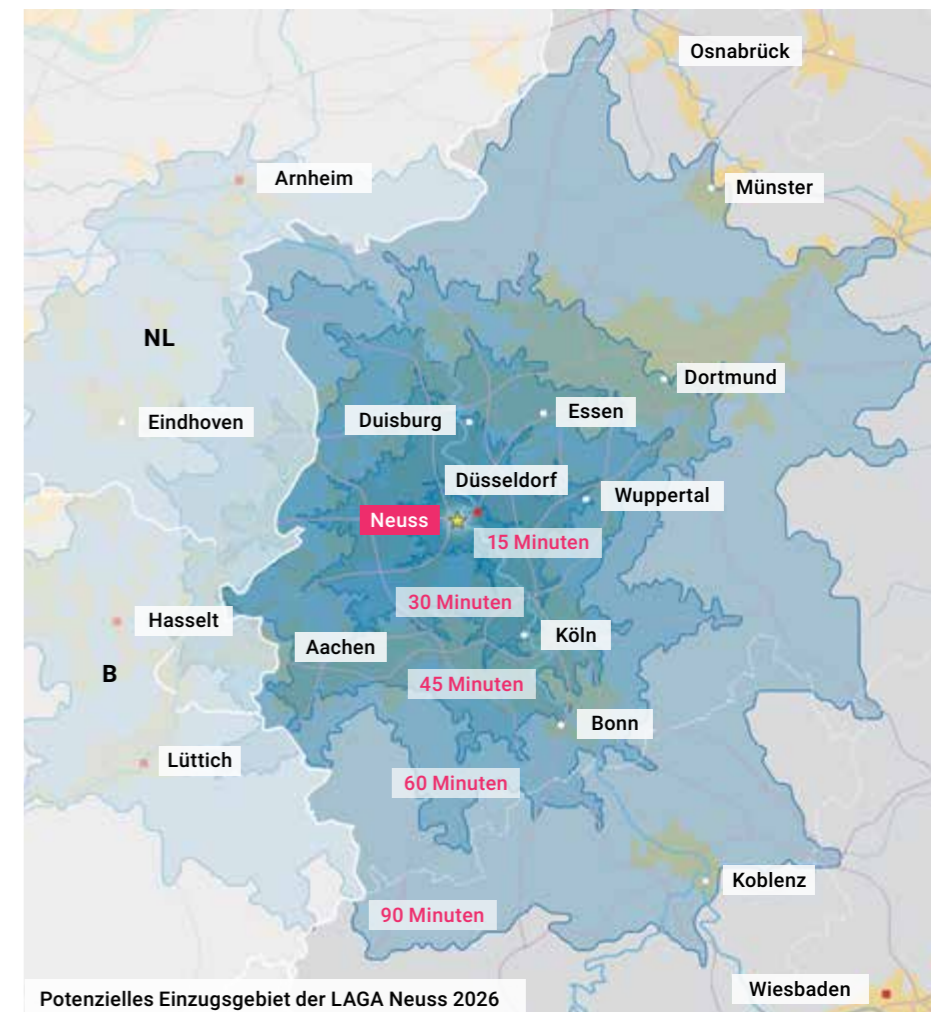 Osnabrück
Arnheim
Münster
NL
Dortmund
Eindhoven
Duisburg
Essen
Düsseldorf
Wuppertal
Neuss
15 Minuten
30 Minuten
Hasselt
Köln
Aachen
B
45 Minuten
Bonn
Lüttich
60 Minuten
Koblenz
90 Minuten
Wiesbaden
Potenzielles Einzugsgebiet der LAGA Neuss 2026